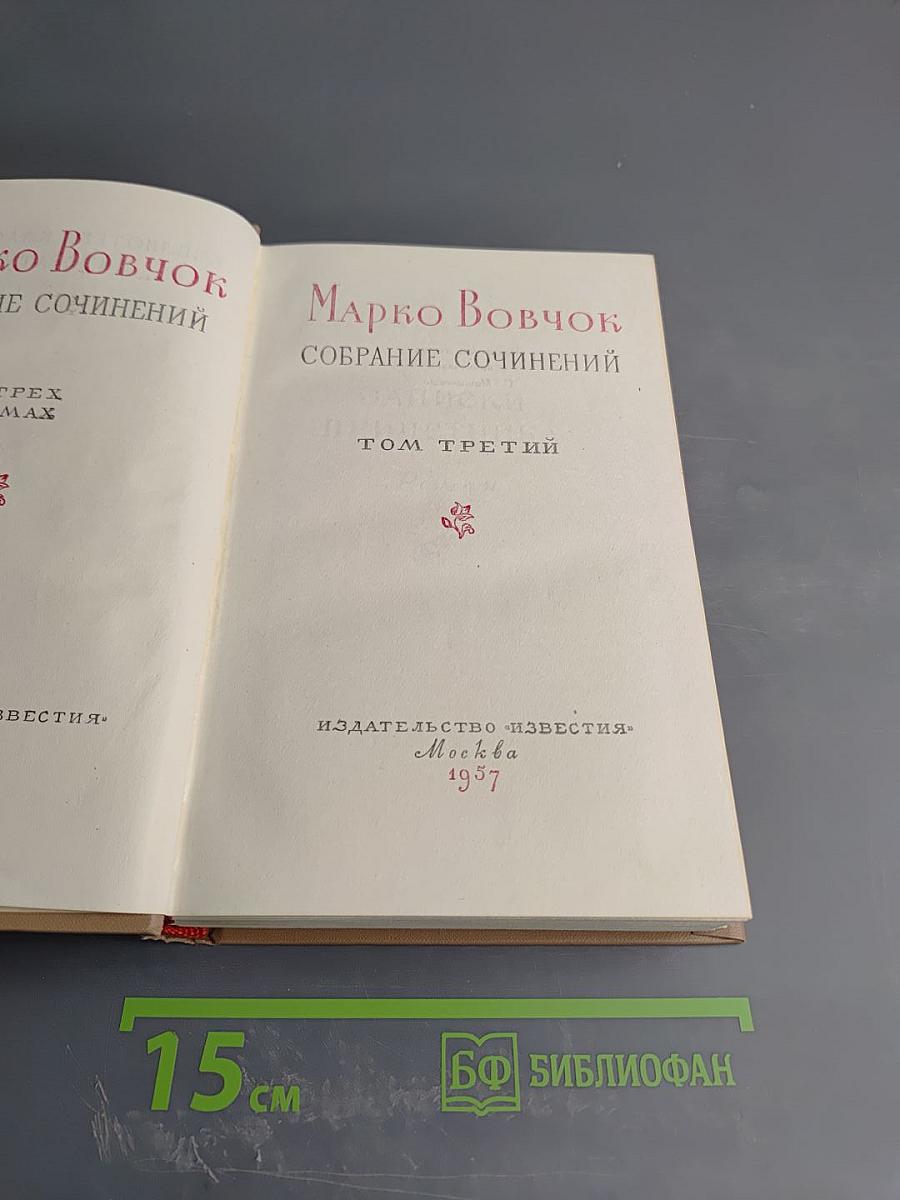 ко Вовчок
ИЕ СОЧИНЕНИЙ
ТРЕХ
МАХ
ЗВЕСТИЯ»
Марко Вовчок
СОБРАНИЕ СОЧИНЕНИЙ
ТОМ ТРЕТИЙ
ИЗДАТЕЛЬСТВО «ИЗВЕСТИЯ»
Москва
1957
15 см
БФ БИБЛИОФАН